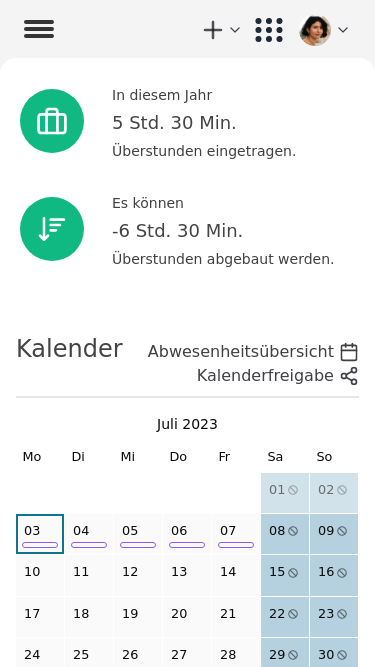 In diesem Jahr
5 Std. 30 Min.
Überstunden eingetragen.
Es können
-6 Std. 30 Min.
Überstunden abgebaut werden.
Kalender
Abwesenheitsübersicht
Kalenderfreigabe
Juli 2023
Mo Di Mi Do Fr Sa So
01 02
03 04 05 06 07 08 09
10 11 12 13 14 15 16
17 18 19 20 21 22 23
24 25 26 27 28 29 30